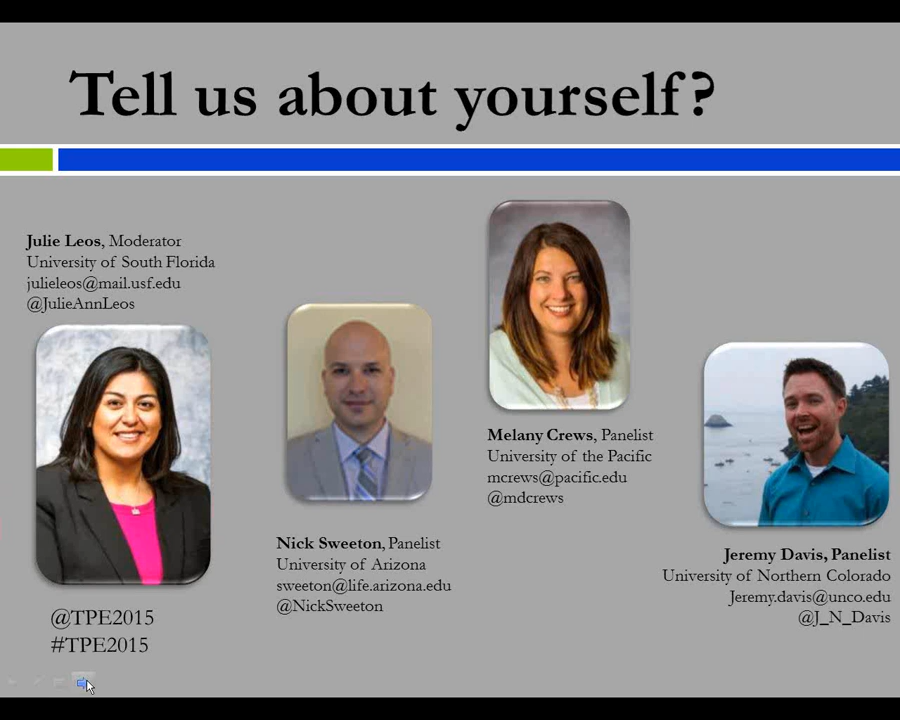 Tell us about yourself?
Julie Leos, Moderator
University of South Florida
julieleos@mail.usf.edu
@JulieAnnLeos
@TPE2015
#TPE2015
Nick Sweeton, Panelist
University of Arizona
sweeton@life.arizona.edu
@NickSweeton
Melany Crews, Panelist
University of the Pacific
mcrews@pacific.edu
@mdcrews
Jeremy Davis, Panelist
University of Northern Colorado
Jeremy.davis@unco.edu
@J_N_Davis